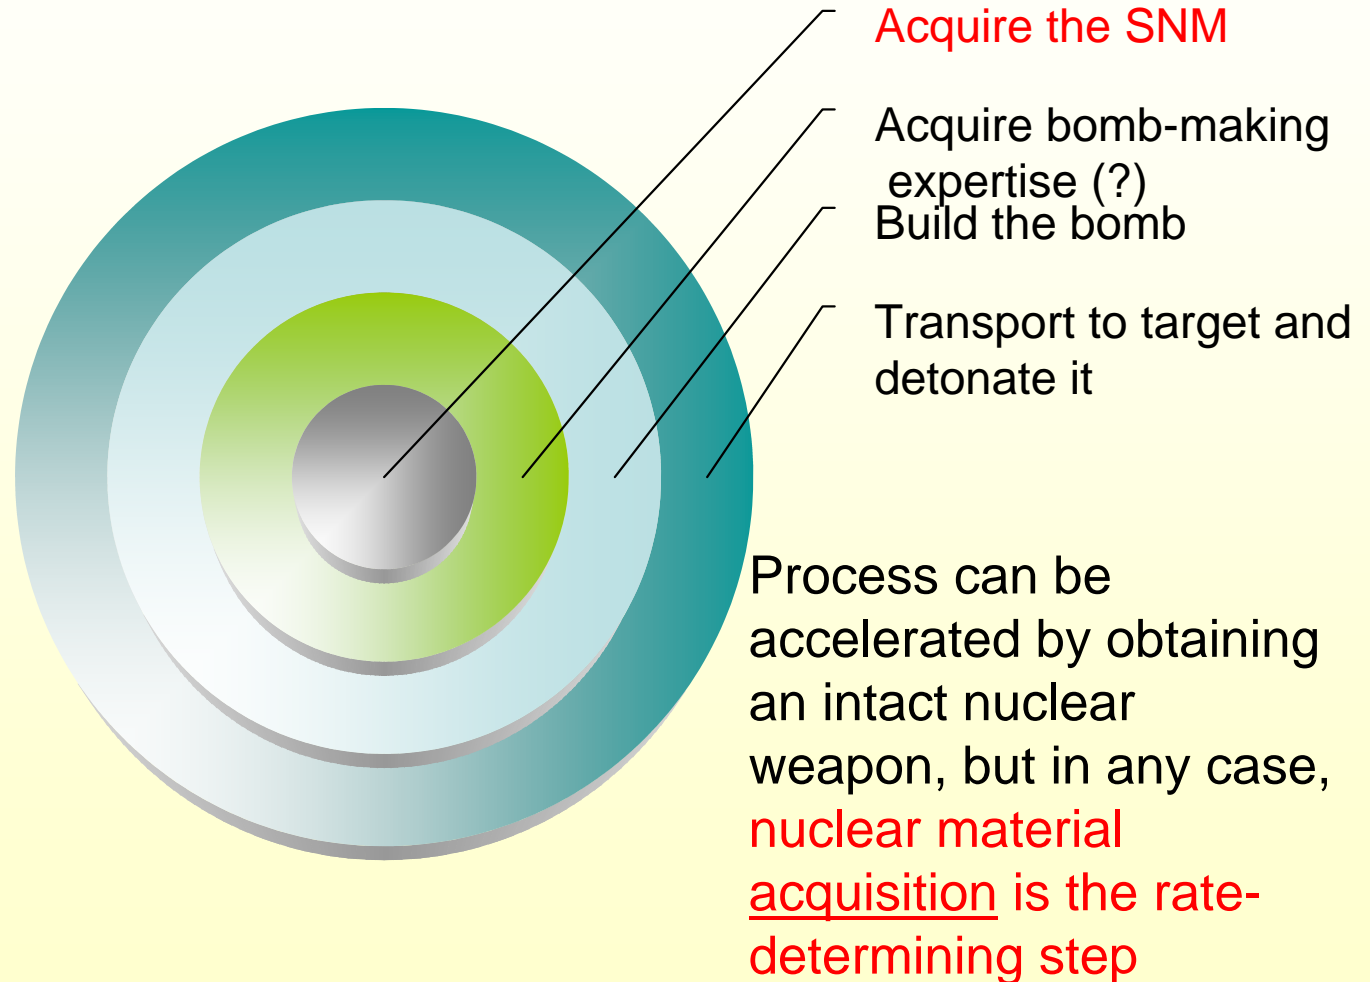 Acquire the SNM
Acquire bomb-making
expertise (?)
Build the bomb
Transport to target and
detonate it
Process can be
accelerated by obtaining
an intact nuclear
weapon, but in any case,
nuclear material
acquisition is the rate-
determining step